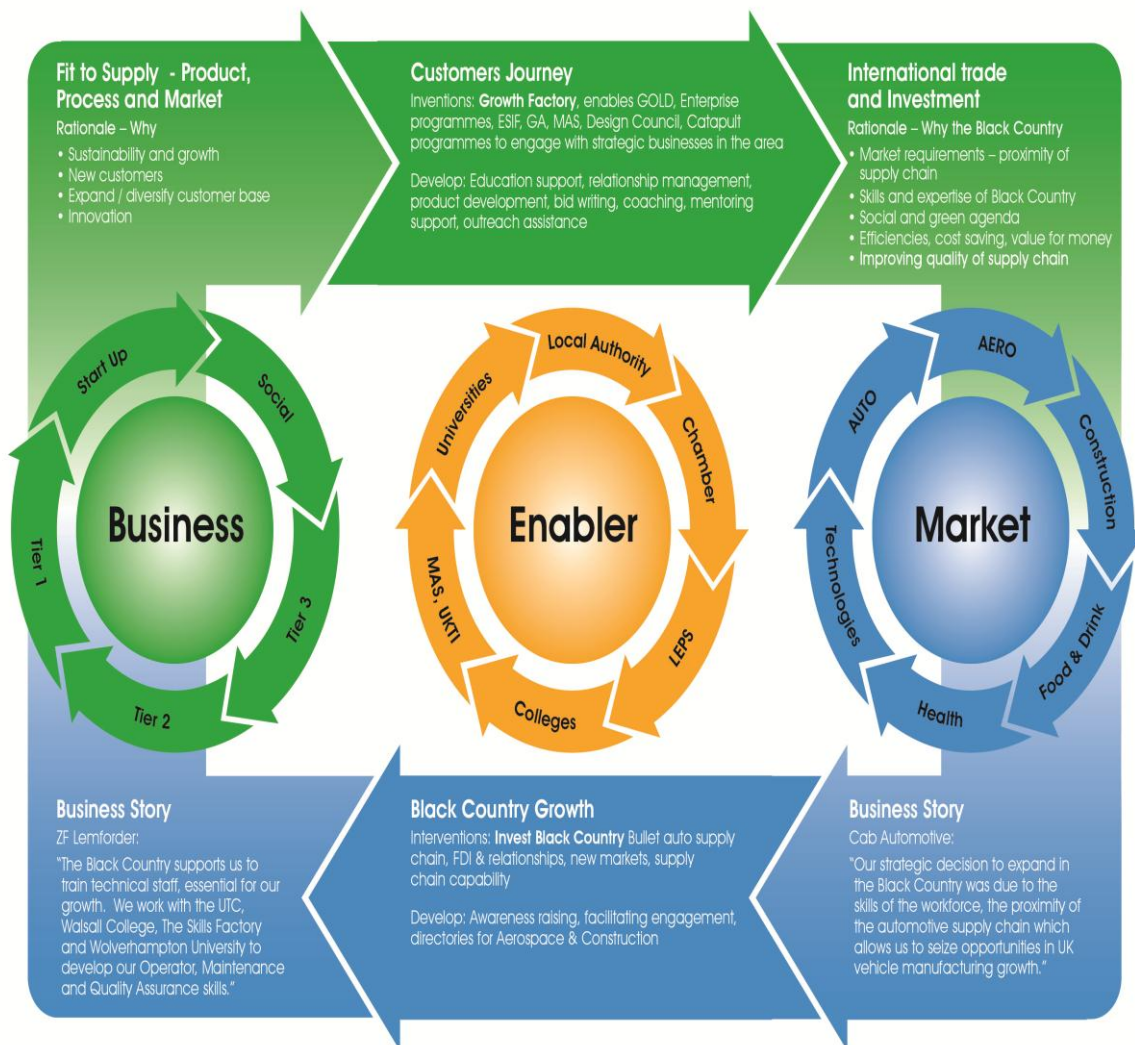 Fit to Supply - Product,
Process and Market
Rationale – Why
• Sustainability and growth
• New customers
• Expand / diversify customer base
• Innovation
Customers Journey
Inventions: Growth Factory, enables GOLD, Enterprise
programmes, ESIF, GA, MAS, Design Council, Catapult
programmes to engage with strategic businesses in the area
Develop: Education support, relationship management,
product development, bid writing, coaching, mentoring
support, outreach assistance
International trade
and Investment
Rationale – Why the Black Country
• Market requirements – proximity of
supply chain
• Skills and expertise of Black Country
• Social and green agenda
• Efficiencies, cost saving, value for money
• Improving quality of supply chain
Start Up
Social
Tier 3
Tier 2
Tier 1
Business
Local Authority
Chamber
LEPS
Colleges
MAS, UKTI
Universities
Enabler
AERO
Construction
Food & Drink
Health
Technologies
AUTO
Market
Business Story
ZF Lemforder:
"The Black Country supports us to
train technical staff, essential for our
growth. We work with the UTC,
Walsall College, The Skills Factory
and Wolverhampton University to
develop our Operator, Maintenance
and Quality Assurance skills."
Black Country Growth
Interventions: Invest Black Country Bullet auto supply
chain, FDI & relationships, new markets, supply
chain capability
Develop: Awareness raising, facilitating engagement,
directories for Aerospace & Construction
Business Story
Cab Automotive:
"Our strategic decision to expand in
the Black Country was due to the
skills of the workforce, the proximity of
the automotive supply chain which
allows us to seize opportunities in UK
vehicle manufacturing growth."